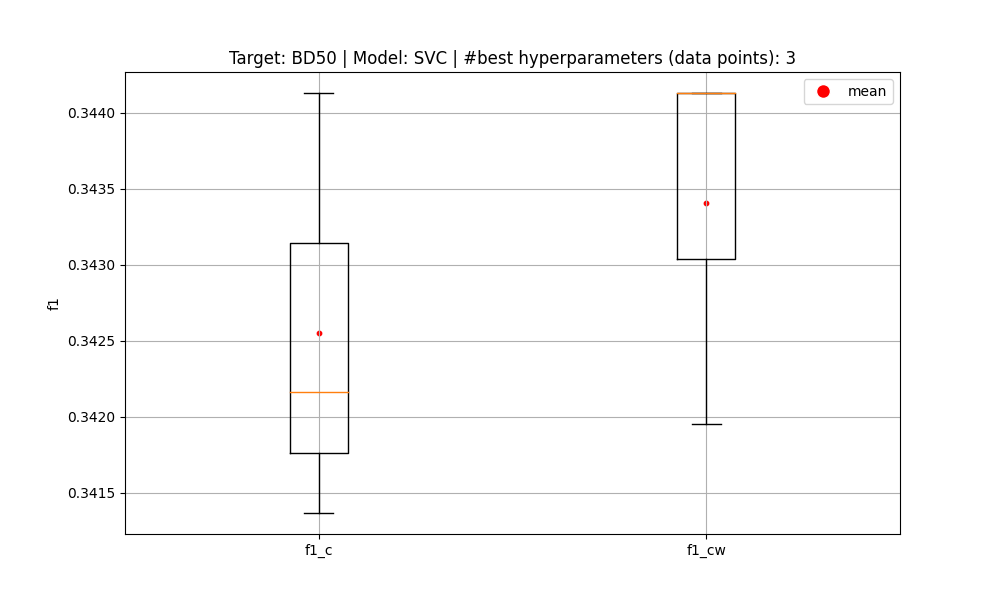 Target: BD50 | Model: SVC | #best hyperparameters (data points): 3
mean
f1
0.3440
0.3435
0.3430
0.3425
0.3420
0.3415
f1_c
f1_cw